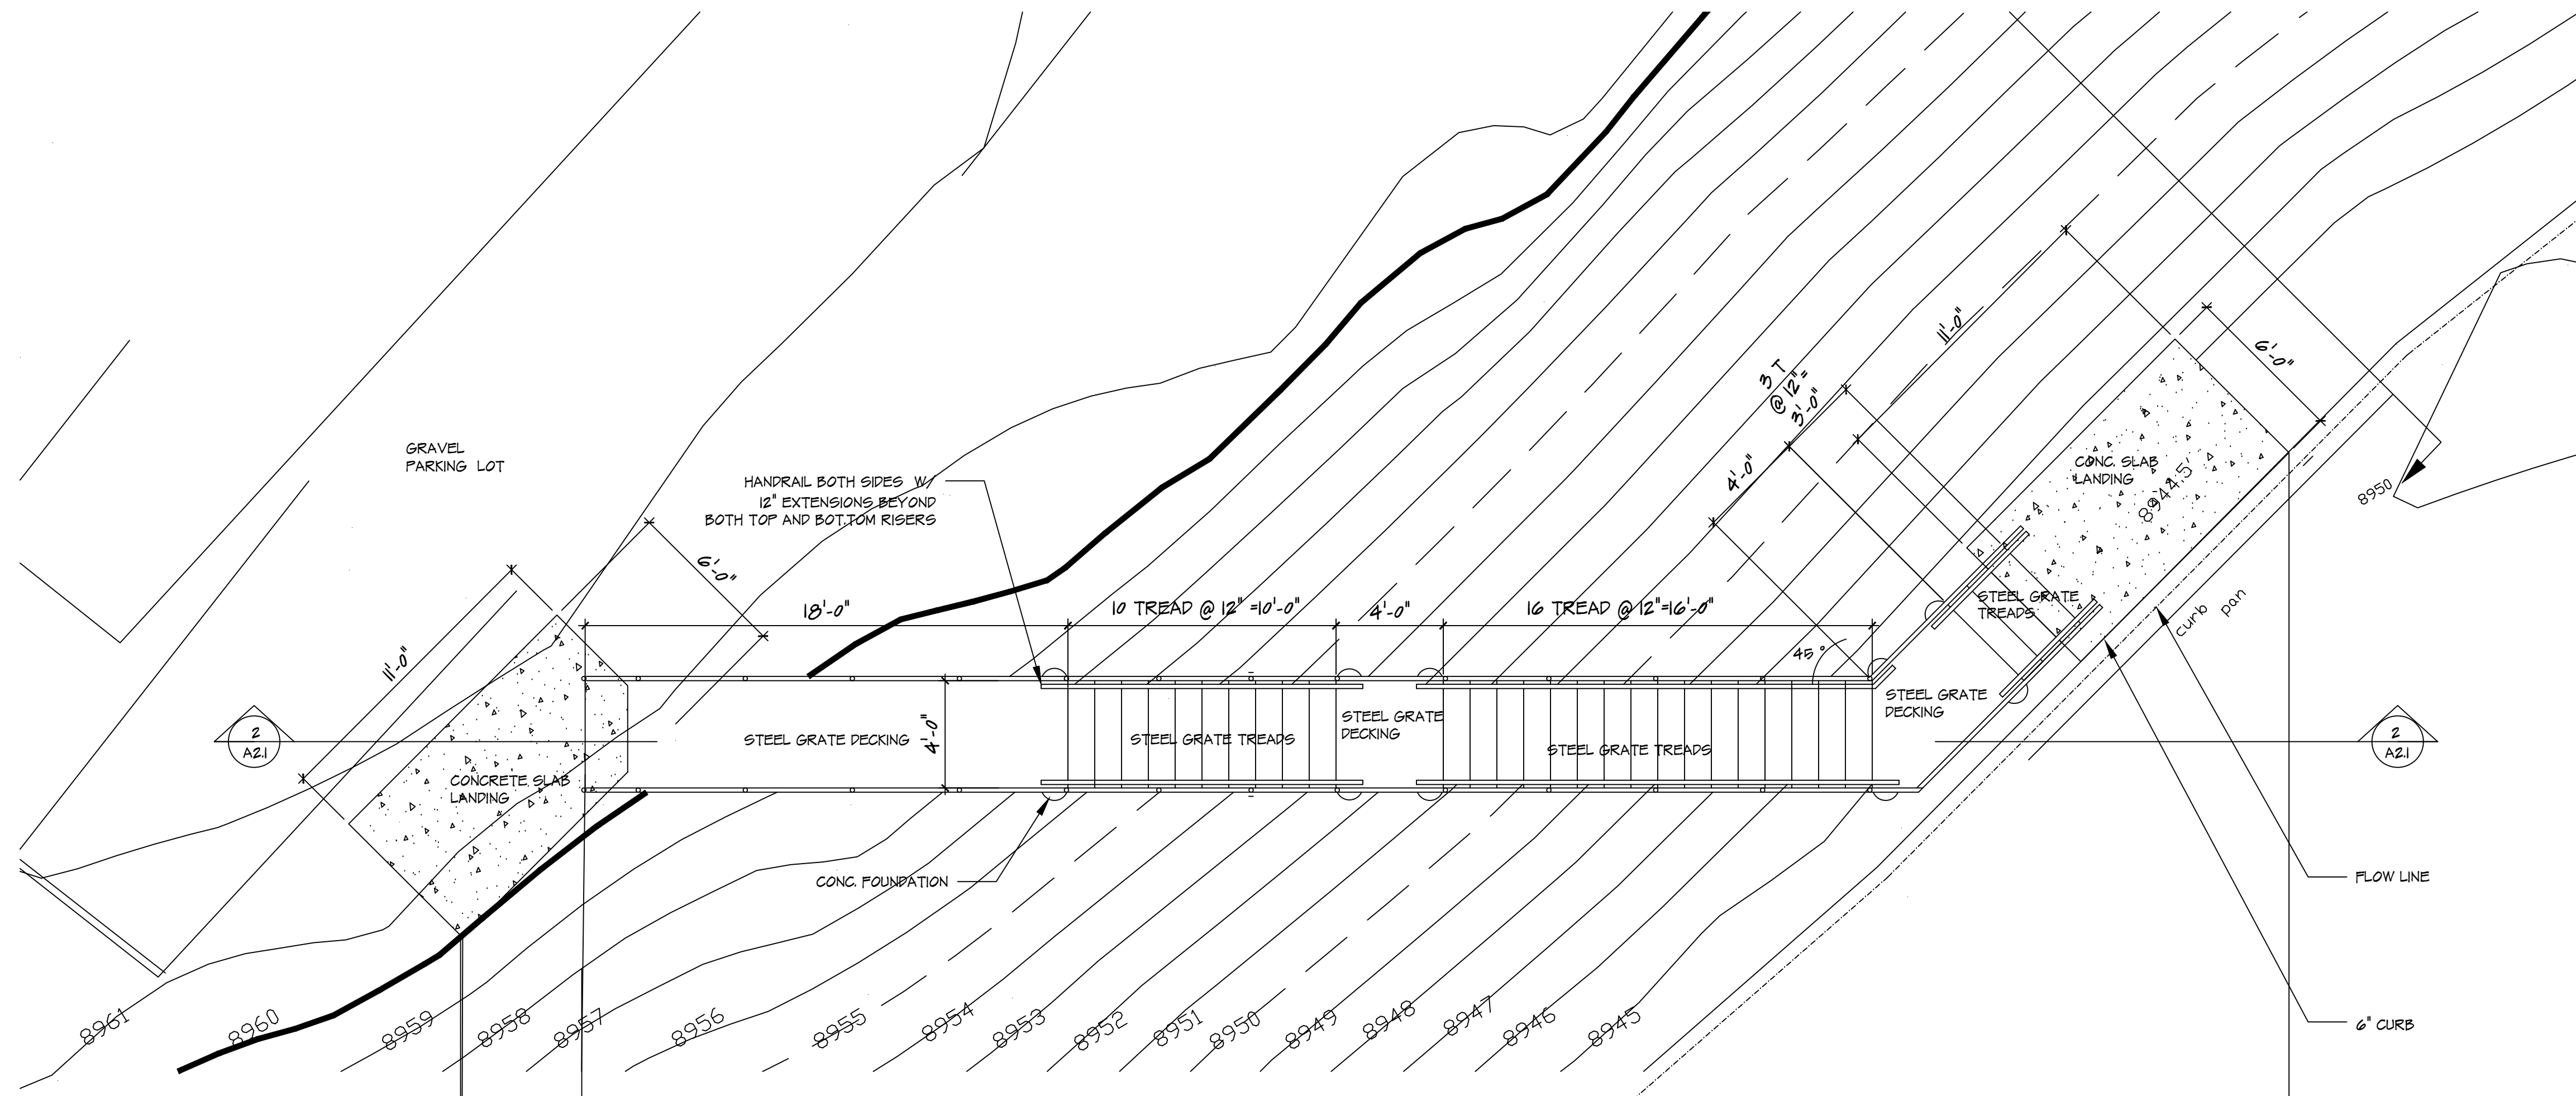 GRAVEL
PARKING LOT
HANDRAIL BOTH SIDES W/
12" EXTENSIONS BEYOND
BOTH TOP AND BOTTOM RISERS
3 T
@ 12"=
3'-0"
4'-0"
11'-0"
6'-0"
CONC. SLAB
LANDING
8944.5'
8950
11'-0"
6'-0"
18'-0"
10 TREAD @ 12" =10'-0"
4'-0"
16 TREAD @ 12"=16'-0"
45°
STEEL GRATE
TREADS
curb pan
2
A2.1
CONCRETE SLAB
LANDING
STEEL GRATE DECKING
4'-0"
STEEL GRATE TREADS
STEEL GRATE
DECKING
STEEL GRATE TREADS
STEEL GRATE
DECKING
2
A2.1
CONC. FOUNDATION
FLOW LINE
6" CURB
8961
8960
8959
8958
8957
8956
8955
8954
8953
8952
8951
8950
8949
8948
8947
8946
8945